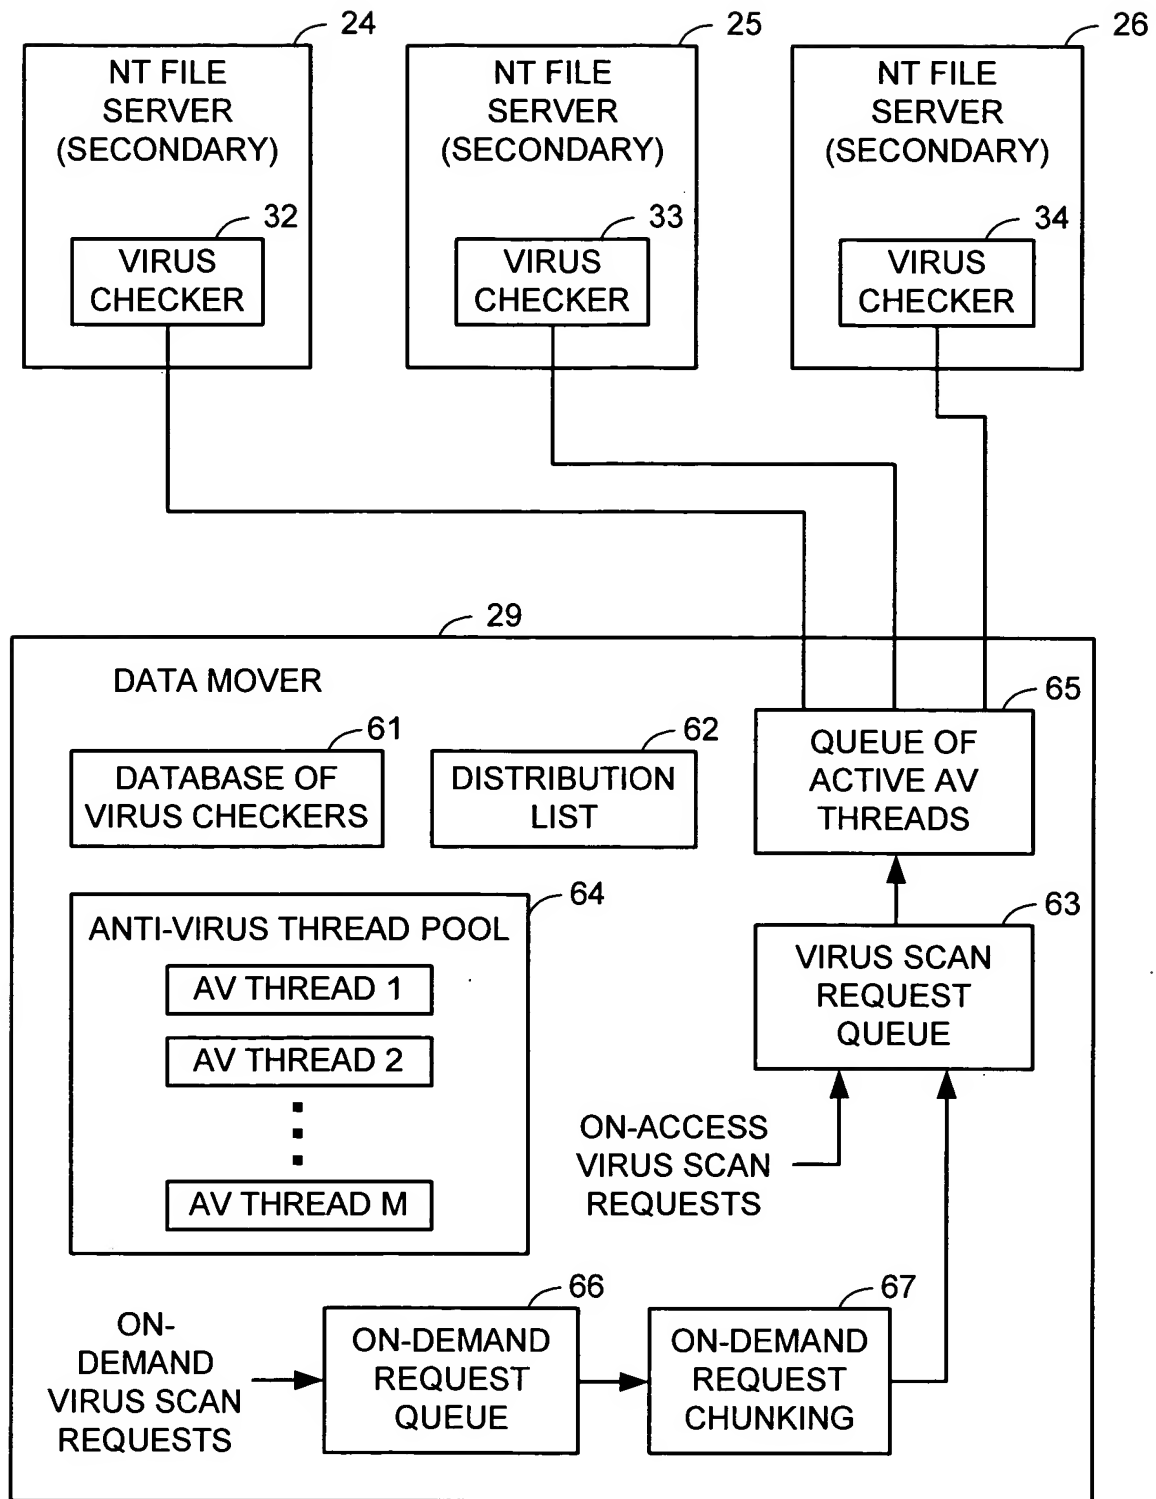 24
NT FILE
SERVER
(SECONDARY)
32
VIRUS
CHECKER
25
NT FILE
SERVER
(SECONDARY)
33
VIRUS
CHECKER
26
NT FILE
SERVER
(SECONDARY)
34
VIRUS
CHECKER
29
DATA MOVER
61
DATABASE OF
VIRUS CHECKERS
62
DISTRIBUTION
LIST
65
QUEUE OF
ACTIVE AV
THREADS
64
ANTI-VIRUS THREAD POOL
AV THREAD 1
AV THREAD 2
AV THREAD M
63
VIRUS SCAN
REQUEST
QUEUE
ON-ACCESS
VIRUS SCAN
REQUESTS
ON-
DEMAND
VIRUS SCAN
REQUESTS
66
ON-DEMAND
REQUEST
QUEUE
67
ON-DEMAND
REQUEST
CHUNKING